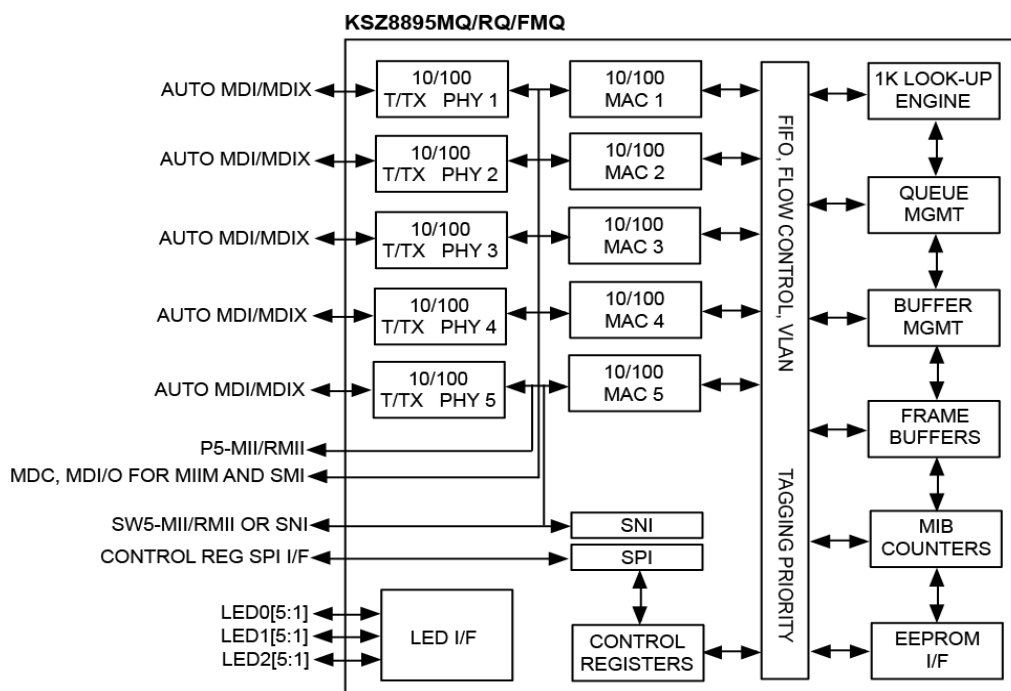 KSZ8895MQ/RQ/FMQ
AUTO MDI/MDIX
10/100
T/TX PHY 1
10/100
MAC 1
1K LOOK-UP
ENGINE
AUTO MDI/MDIX
10/100
T/TX PHY 2
10/100
MAC 2
QUEUE
MGMT
AUTO MDI/MDIX
10/100
T/TX PHY 3
10/100
MAC 3
AUTO MDI/MDIX
10/100
T/TX PHY 4
10/100
MAC 4
BUFFER
MGMT
AUTO MDI/MDIX
10/100
T/TX PHY 5
10/100
MAC 5
FRAME
BUFFERS
FIFO, FLOW CONTROL, VLAN
TAGGING PRIORITY
P5-MII/RMII
MDC, MDI/O FOR MIIM AND SMI
SW5-MII/RMII OR SNI
SNI
MIB
COUNTERS
CONTROL REG SPI I/F
SPI
LED0[5:1]
LED1[5:1]
LED2[5:1]
LED I/F
CONTROL
REGISTERS
EEPROM
I/F